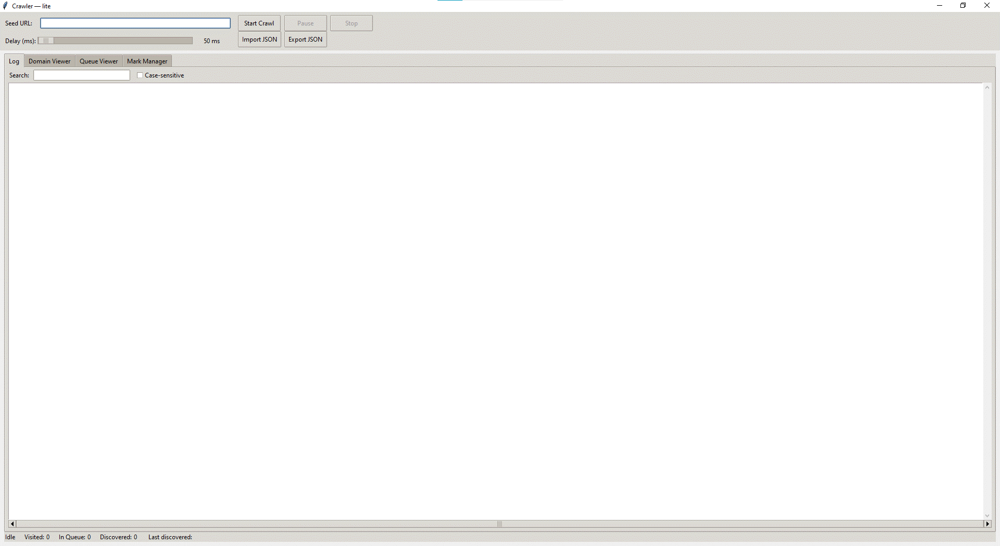 Crawler — lite
Seed URL: Start Crawl Pause Stop
Delay (ms): 50 ms Import JSON Export JSON
Log Domain Viewer Queue Viewer Mark Manager
Search: Case-sensitive
Idle Visited: 0 In Queue: 0 Discovered: 0 Last discovered: